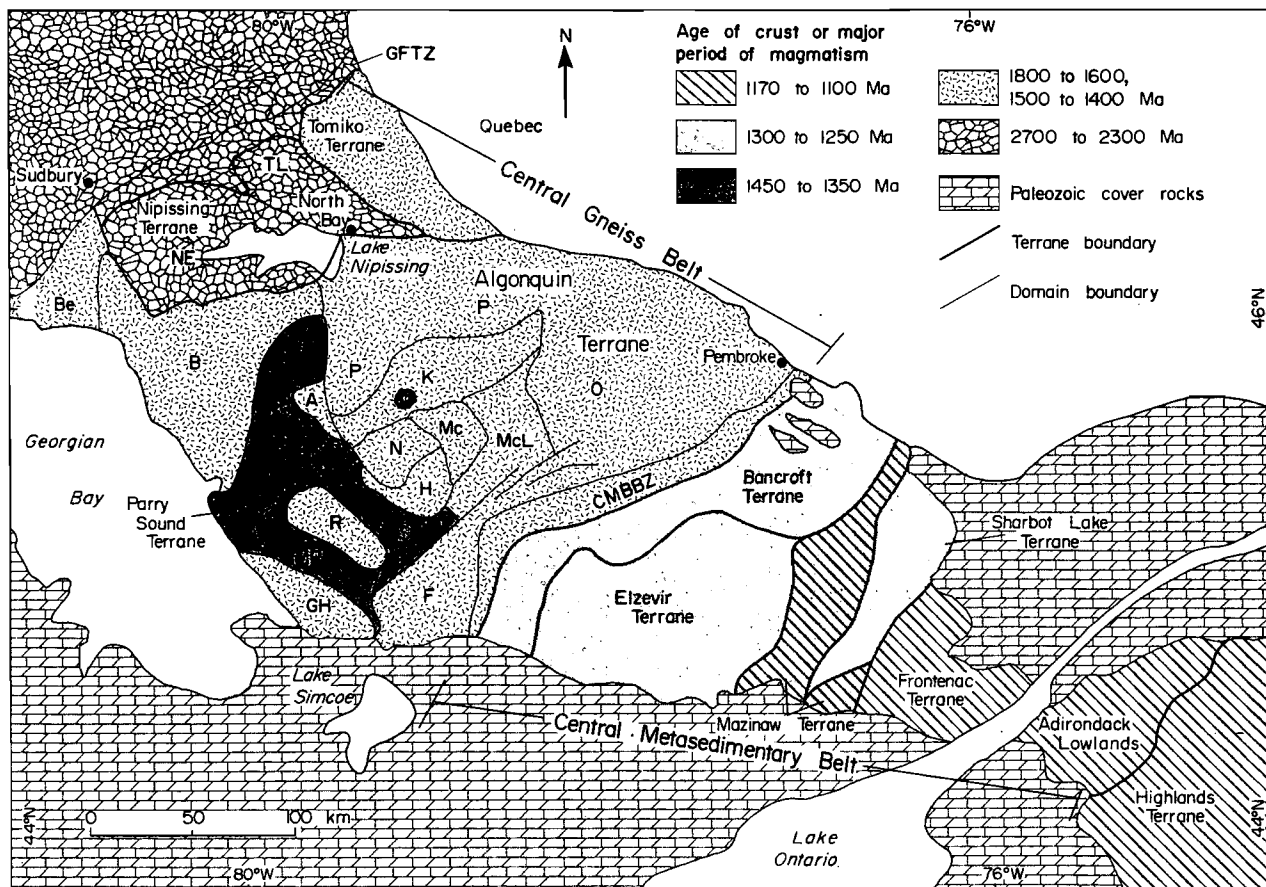 80°W
76°W
GFTZ
N
Age of crust or major
period of magmatism
1170 to 1100 Ma
1300 to 1250 Ma
1450 to 1350 Ma
1800 to 1600,
1500 to 1400 Ma
2700 to 2300 Ma
Paleozoic cover rocks
Terrane boundary
Domain boundary
Quebec
Tomiko
Terrane
Sudbury
TL
Nipissing
Terrane
North
Bay
NE
Lake
Nipissing
Central Gneiss Belt
Algonquin
Terrane
46°N
Be
B
P
P
K
O
A
Mc
McL
N
H
R
GH
F
Pembroke
CMBBZ
Georgian
Bay
Parry
Sound
Terrane
Bancroft
Terrane
Sharbot Lake
Terrane
Elzevir
Terrane
Frontenac
Terrane
Mazinaw Terrane
Lake
Simcoe
Central Metasedimentary Belt
Adirondack
Lowlands
Highlands
Terrane
Lake
Ontario
44°N
44°N
0 50 100 km
80°W
76°W